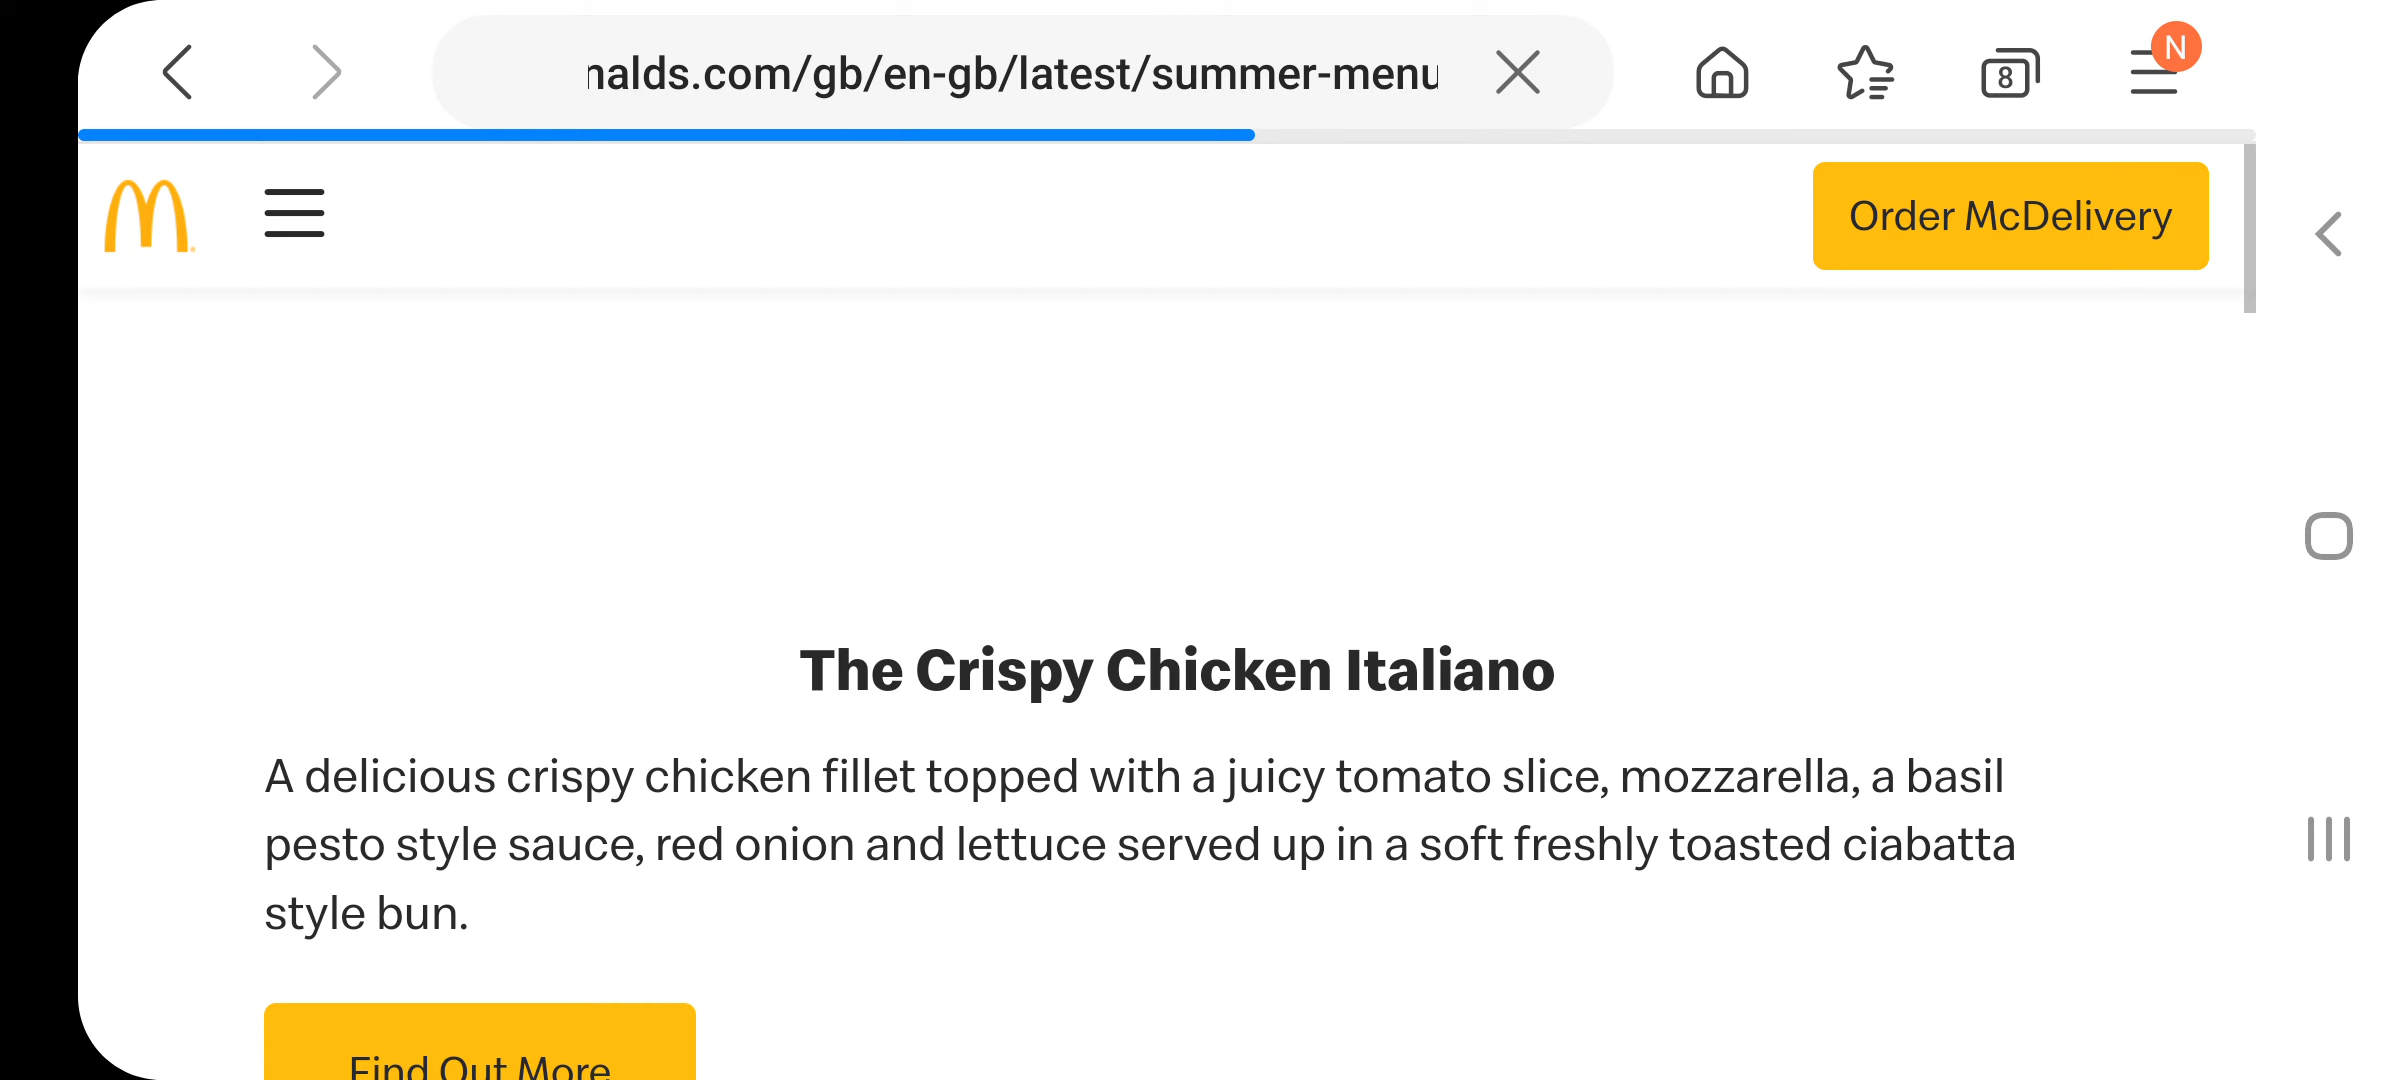 nalds.com/gb/en-gb/latest/summer-menu
8
N
Order McDelivery
The Crispy Chicken Italiano
A delicious crispy chicken fillet topped with a juicy tomato slice, mozzarella, a basil
pesto style sauce, red onion and lettuce served up in a soft freshly toasted ciabatta
style bun.
Find Out More